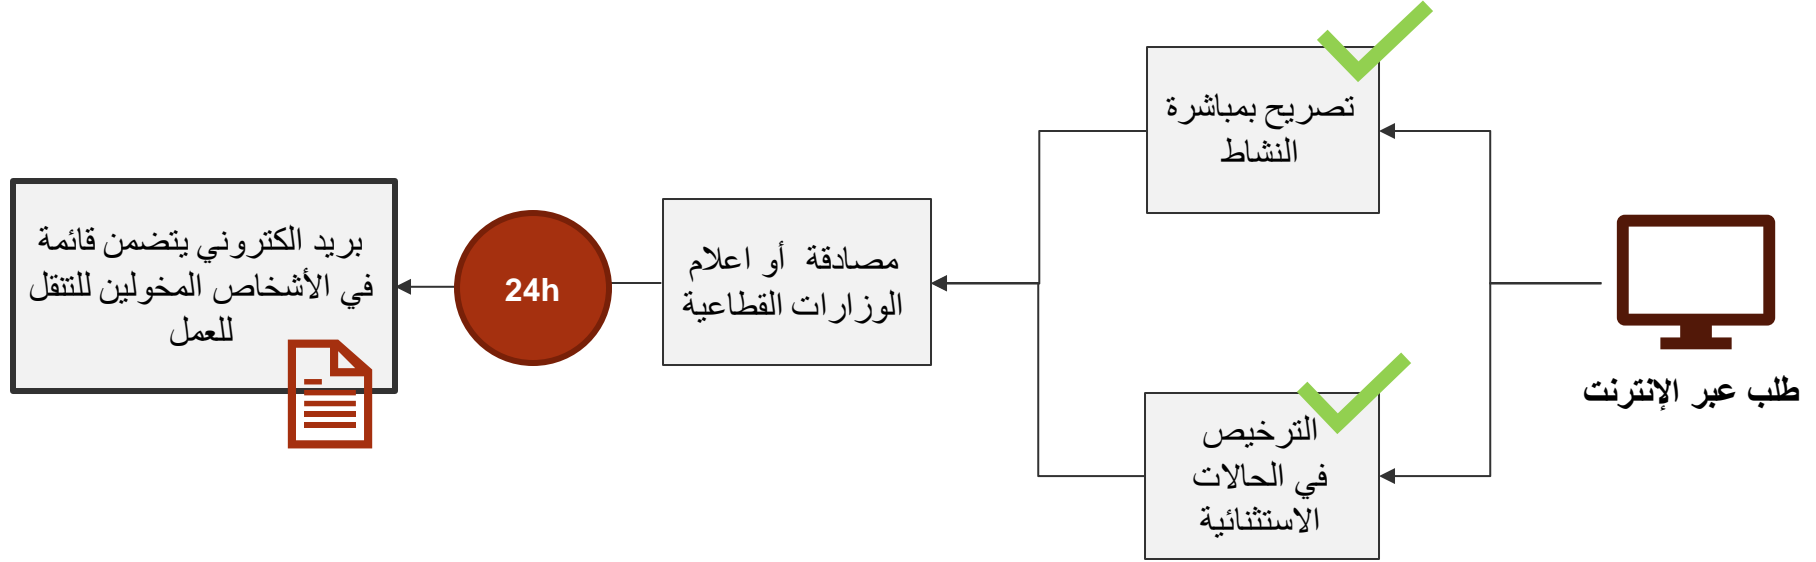 طلب عبر الإنترنت
تصريح بمباشرة
النشاط
الترخيص
في الحالات
الاستثنائية
مصادقة أو اعلام
الوزارات القطاعية
24h
بريد الكتروني يتضمن قائمة
في الأشخاص المخولين للتنقل
للعمل